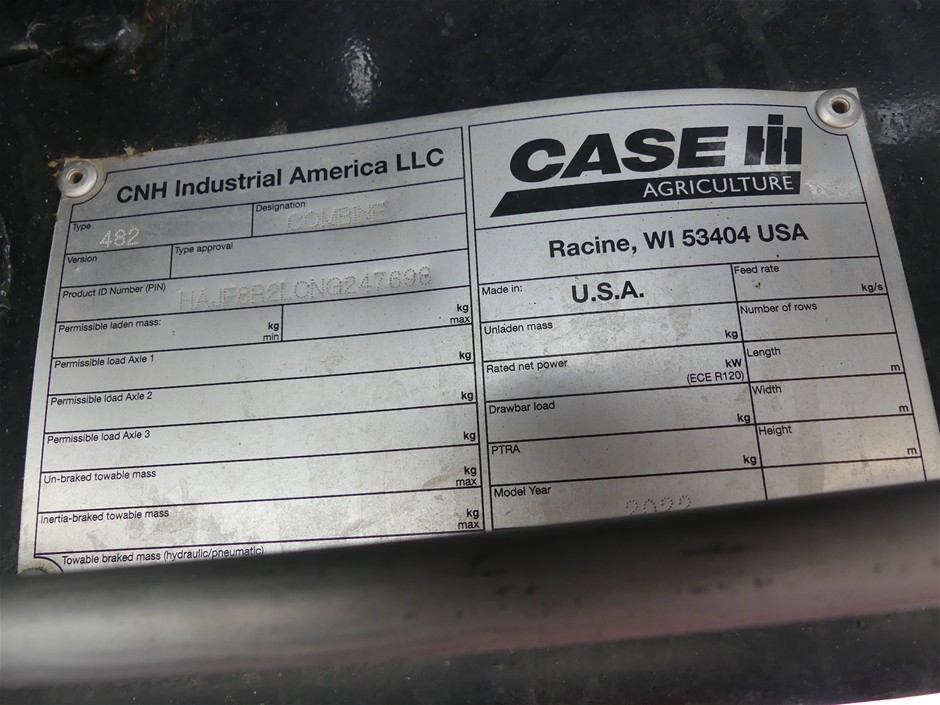 CNH Industrial America LLC
Type
482
Designation
COMBINE
Version
Type approval
Product ID Number (PIN)
HAJF8R2LCNG247698
Permissible laden mass:
kg
min
kg
max
Permissible load Axle 1
kg
Permissible load Axle 2
kg
Permissible load Axle 3
kg
Un-braked towable mass
kg
max
Inertia-braked towable mass
kg
max
Towable braked mass (hydraulic/pneumatic)
CASE IH
AGRICULTURE
Racine, WI 53404 USA
Made in:
U.S.A.
Feed rate
kg/s
Unladen mass
kg
Number of rows
Rated net power
kW
(ECE R120)
Length
m
Drawbar load
kg
Width
m
PTRA
kg
Height
m
Model Year
2022